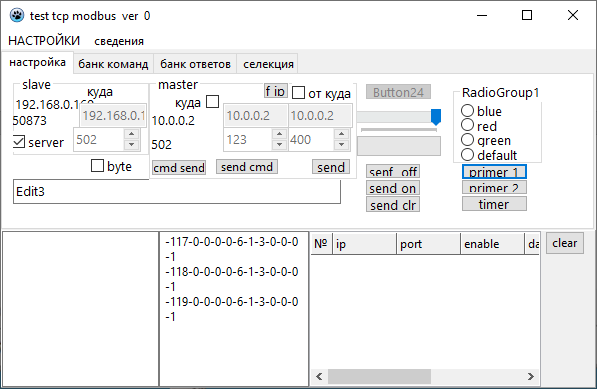 test tcp modbus ver 0
НАСТРОЙКИ сведения
настройка банк команд банк ответов селекция
slave
куда
192.168.0.160
192.168.0.1
50873
server
502
byte
Edit3
master
f ip
от куда
куда
10.0.0.2
10.0.0.2
10.0.0.2
502
123
400
cmd send
send cmd
send
Button24
senf off
send on
send clr
RadioGroup1
blue
red
green
default
primer 1
primer 2
timer
-117-0-0-0-0-6-1-3-0-0-0
-1
-118-0-0-0-0-6-1-3-0-0-0
-1
-119-0-0-0-0-6-1-3-0-0-0
-1
№ ip port enable da
clear